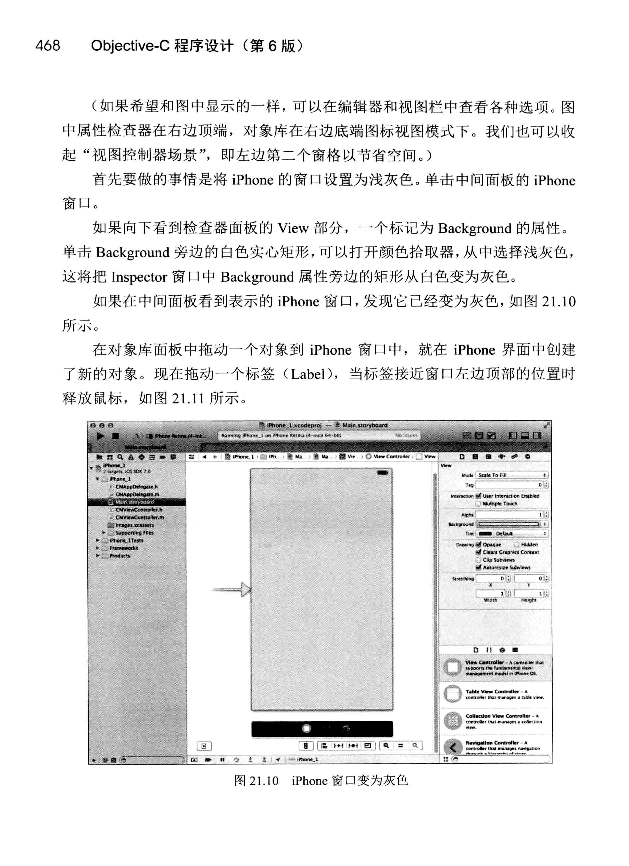 468 Objective-C 程序设计（第 6 版）
（如果希望和图中显示的一样，可以在编辑器和视图栏中查看各种选项。图
中属性检查器在右边顶端，对象库在右边底端图标视图模式下。我们也可以收
起“视图控制器场景”，即左边第二个窗格以节省空间。）
首先要做的事情是将 iPhone 的窗口设置为浅灰色。单击中间面板的 iPhone
窗口。
如果向下看到检查器面板的 View 部分，一个标记为 Background 的属性。
单击 Background 旁边的白色实心矩形，可以打开颜色拾取器，从中选择浅灰色，
这将把 Inspector 窗口中 Background 属性旁边的矩形从白色变为灰色。
如果在中间面板看到表示的 iPhone 窗口，发现它已经变为灰色，如图 21.10
所示。
在对象库面板中拖动一个对象到 iPhone 窗口中，就在 iPhone 界面中创建
了新的对象。现在拖动一个标签（Label），当标签接近窗口左边顶部的位置时
释放鼠标，如图 21.11 所示。
iPhone_1.xcodeproj — Main.storyboard
Running iPhone_1 on iPhone Retina (4-inch 64-bit)
No Issues
Main.storyboard
iPhone_1
2 targets, iOS SDK 7.0
iPhone_1
CMAppDelegate.h
CMAppDelegate.m
Main.storyboard
CMViewController.h
CMViewController.m
Images.xcassets
Supporting Files
iPhone_1Tests
Frameworks
Products
iPhone_1 iPh... Ma... Ma... Vie... View Controller View
View
Mode Scale To Fill
Tag 0
Interaction User Interaction Enabled
Multiple Touch
Alpha 1
Background
Tint Default
Drawing Opaque Hidden
Clears Graphics Context
Clip Subviews
Autoresize Subviews
Stretching 0 0
X Y
1 1
Width Height
View Controller - A controller that
supports the fundamental view-
management model in iPhone OS.
Table View Controller - A
controller that manages a table view.
Collection View Controller - A
controller that manages a collection
view.
Navigation Controller - A
controller that manages navigation
iPhone_1
图 21.10 iPhone 窗口变为灰色